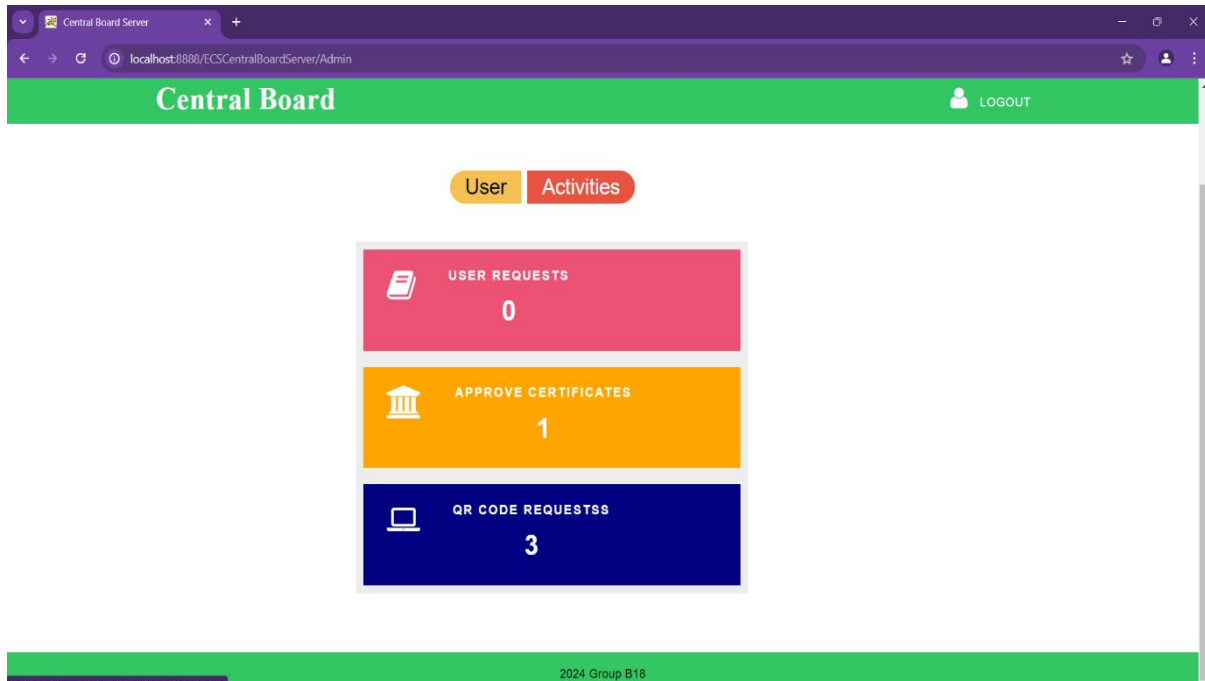 Central Board Server
localhost:8888/ECSCentralBoardServer/Admin
Central Board
LOGOUT
User Activities
USER REQUESTS
0
APPROVE CERTIFICATES
1
QR CODE REQUESTSS
3
2024 Group B18